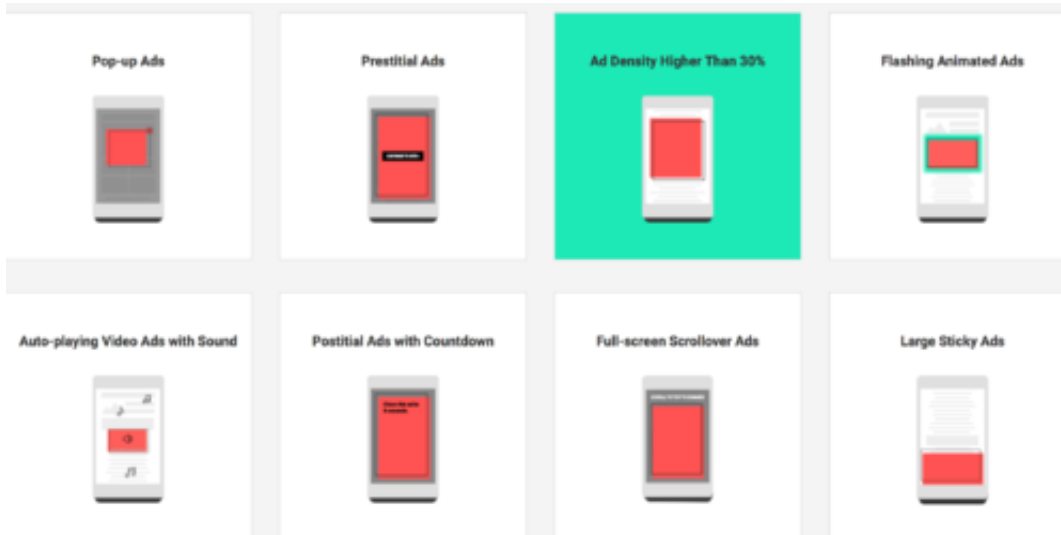 Pop-up Ads
Prestitial Ads
Ad Density Higher Than 30%
Flashing Animated Ads
Auto-playing Video Ads with Sound
Postitial Ads with Countdown
Full-screen Scrollover Ads
Large Sticky Ads